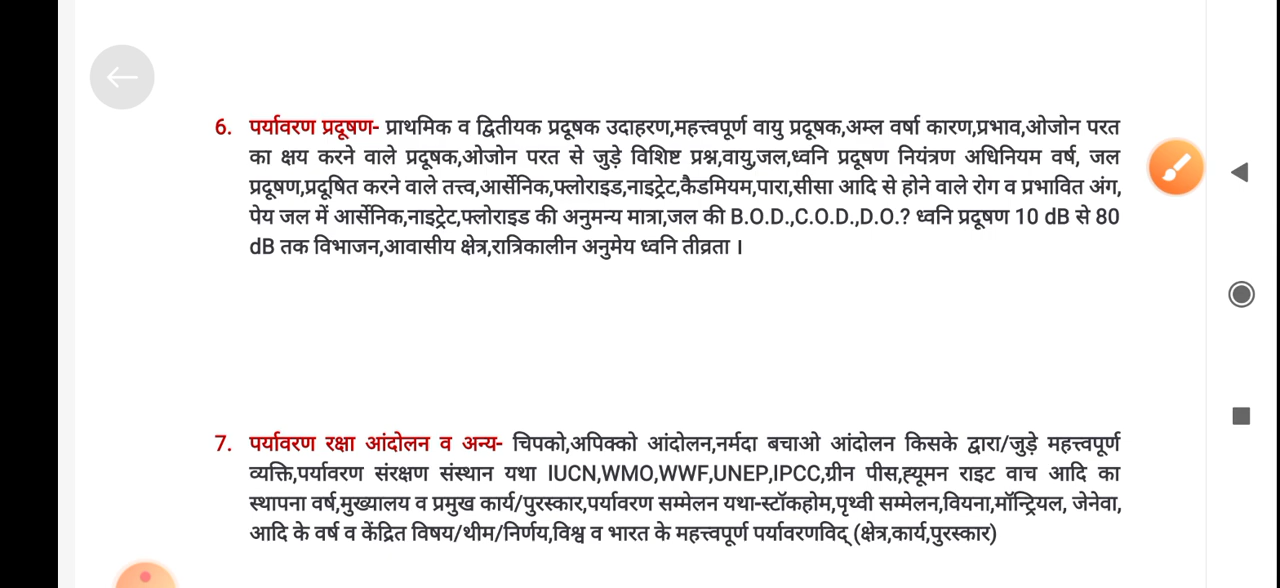 6. पर्यावरण प्रदूषण- प्राथमिक व द्वितीयक प्रदूषक उदाहरण,महत्त्वपूर्ण वायु प्रदूषक,अम्ल वर्षा कारण,प्रभाव,ओजोन परत
का क्षय करने वाले प्रदूषक,ओजोन परत से जुड़े विशिष्ट प्रश्न,वायु,जल,ध्वनि प्रदूषण नियंत्रण अधिनियम वर्ष, जल
प्रदूषण,प्रदूषित करने वाले तत्त्व,आर्सेनिक,फ्लोराइड,नाइट्रेट,कैडमियम,पारा,सीसा आदि से होने वाले रोग व प्रभावित अंग,
पेय जल में आर्सेनिक,नाइट्रेट,फ्लोराइड की अनुमन्य मात्रा,जल की B.O.D.,C.O.D.,D.O.? ध्वनि प्रदूषण 10 dB से 80
dB तक विभाजन,आवासीय क्षेत्र,रात्रिकालीन अनुमेय ध्वनि तीव्रता ।
7. पर्यावरण रक्षा आंदोलन व अन्य- चिपको,अपिक्को आंदोलन,नर्मदा बचाओ आंदोलन किसके द्वारा/जुड़े महत्त्वपूर्ण
व्यक्ति,पर्यावरण संरक्षण संस्थान यथा IUCN,WMO,WWF,UNEP,IPCC,ग्रीन पीस,ह्यूमन राइट वाच आदि का
स्थापना वर्ष,मुख्यालय व प्रमुख कार्य/पुरस्कार,पर्यावरण सम्मेलन यथा-स्टॉकहोम,पृथ्वी सम्मेलन,वियना,मॉन्ट्रियल, जेनेवा,
आदि के वर्ष व केंद्रित विषय/थीम/निर्णय,विश्व व भारत के महत्त्वपूर्ण पर्यावरणविद् (क्षेत्र,कार्य,पुरस्कार)